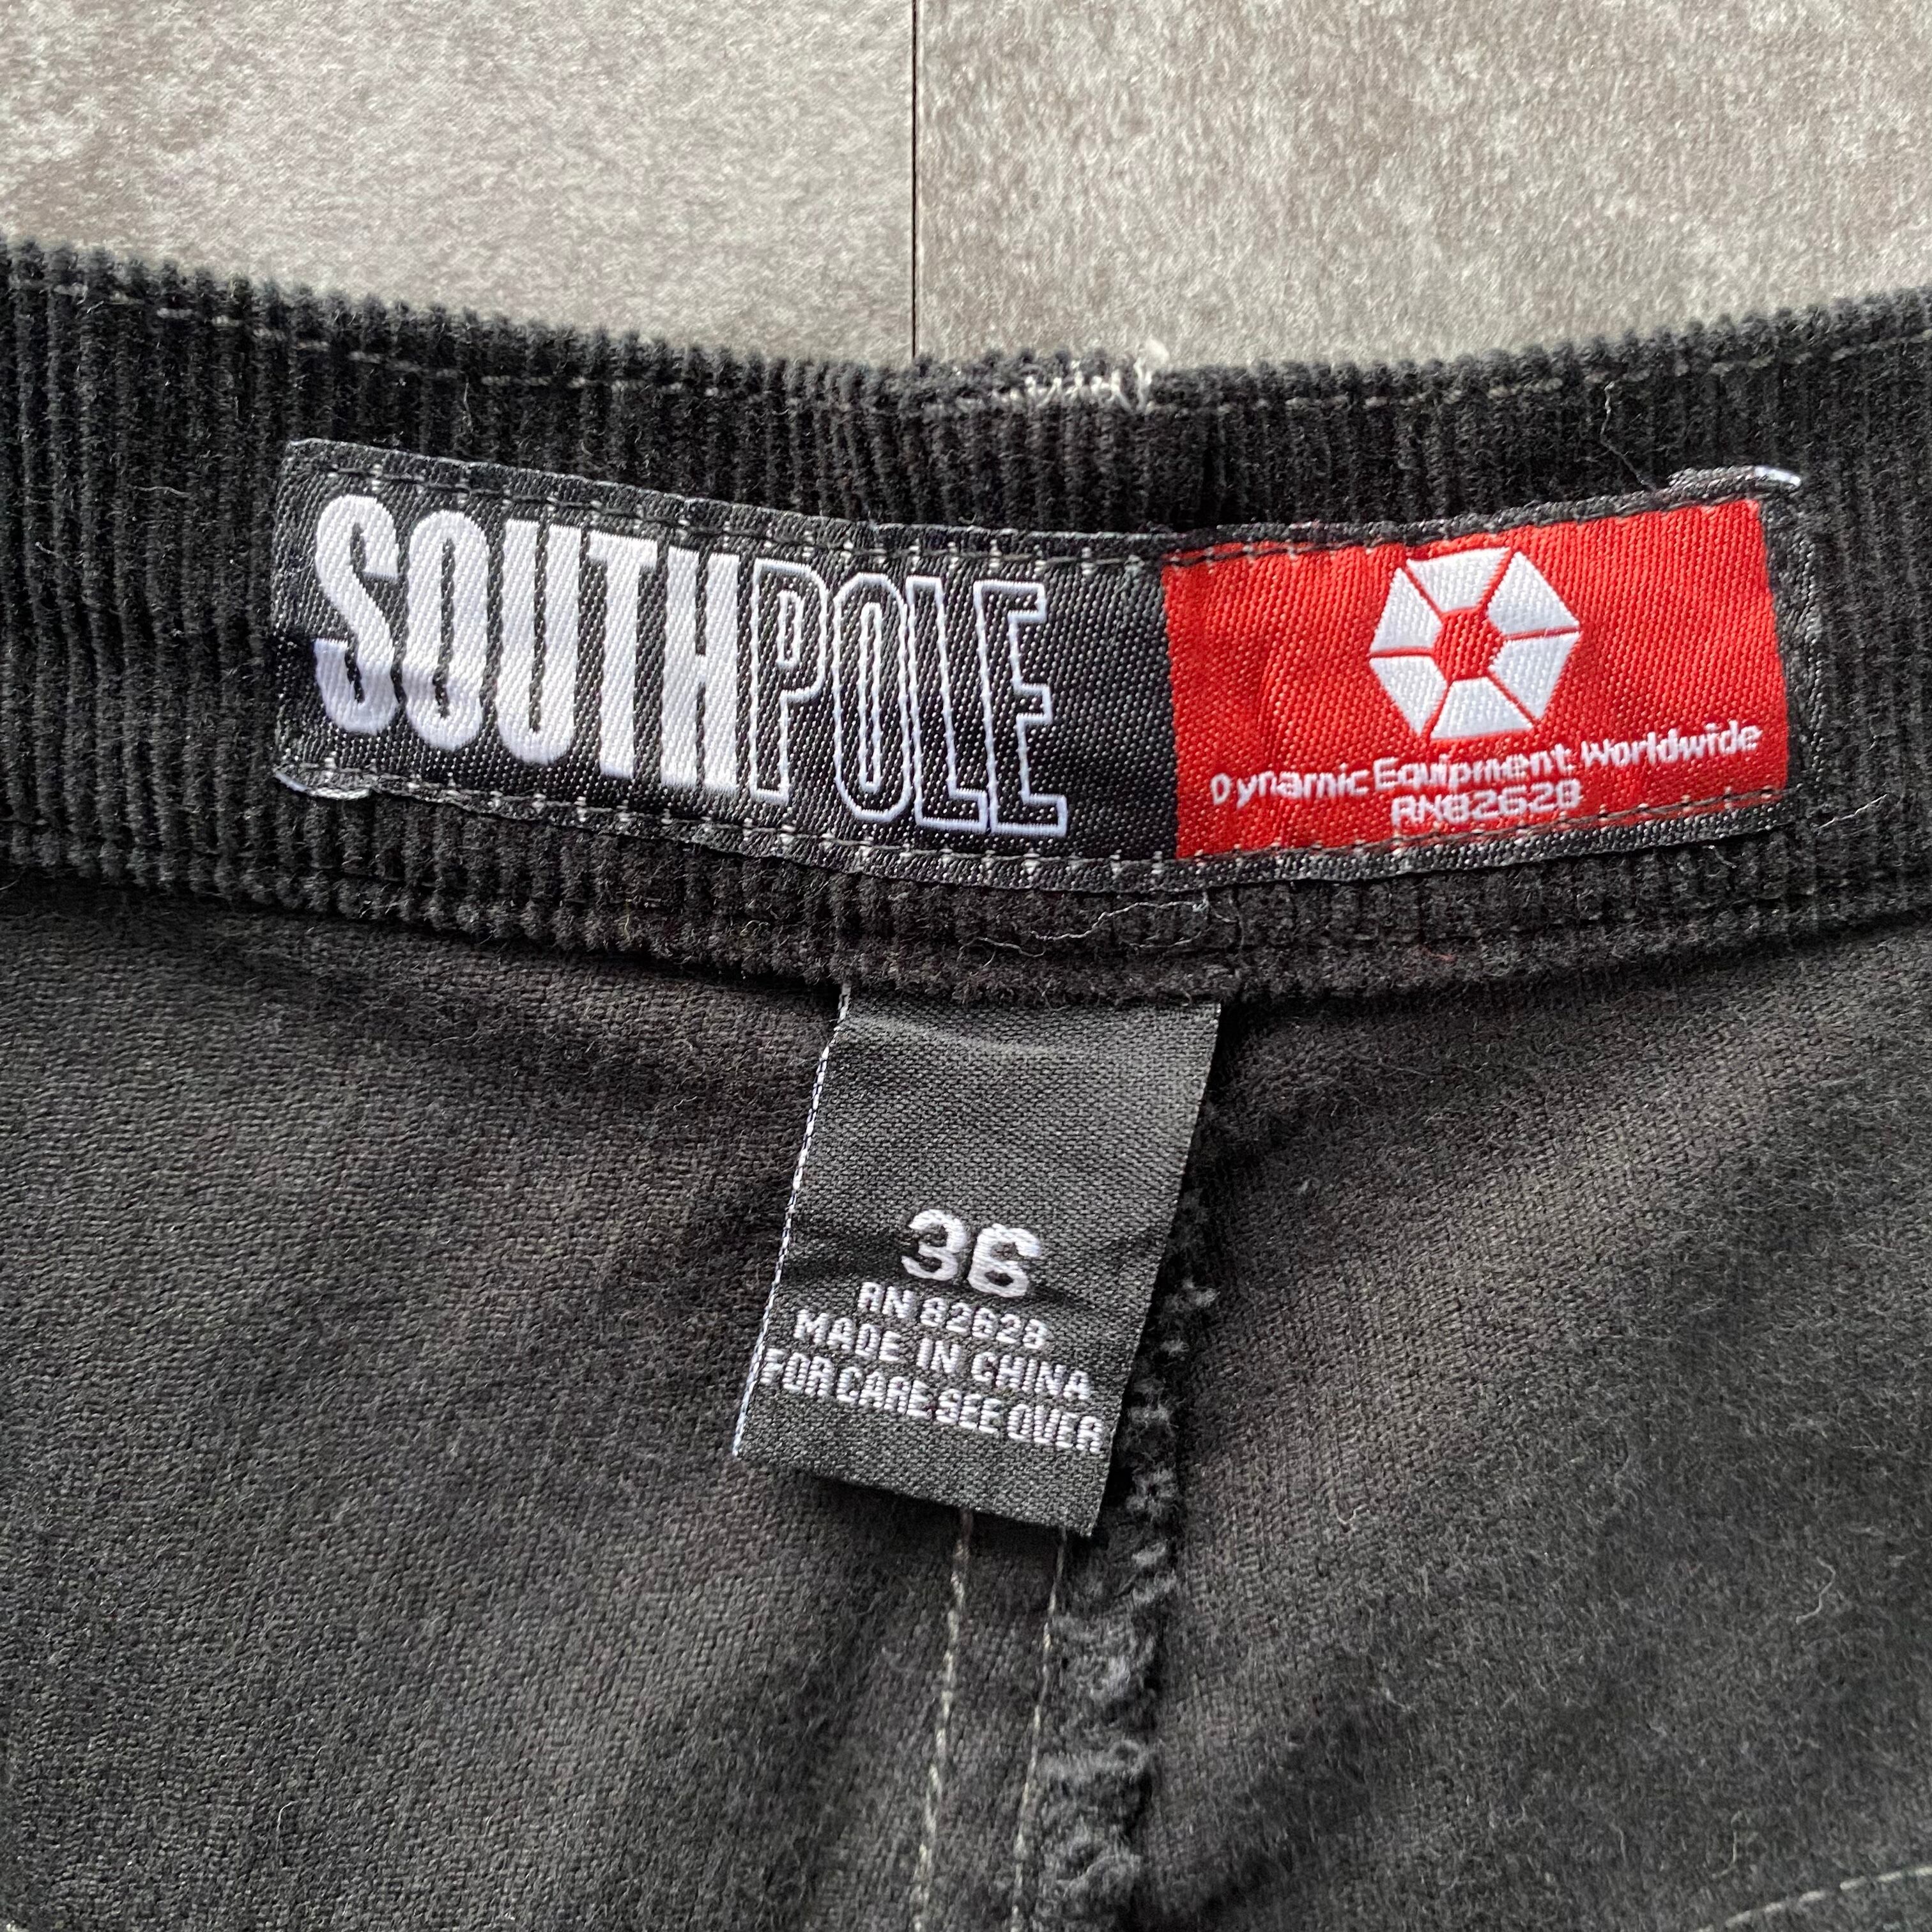 SOUTHPOLE
Dynamic Equipment Worldwide
RN82628
36
RN 82628
MADE IN CHINA
FOR CARE SEE OVER